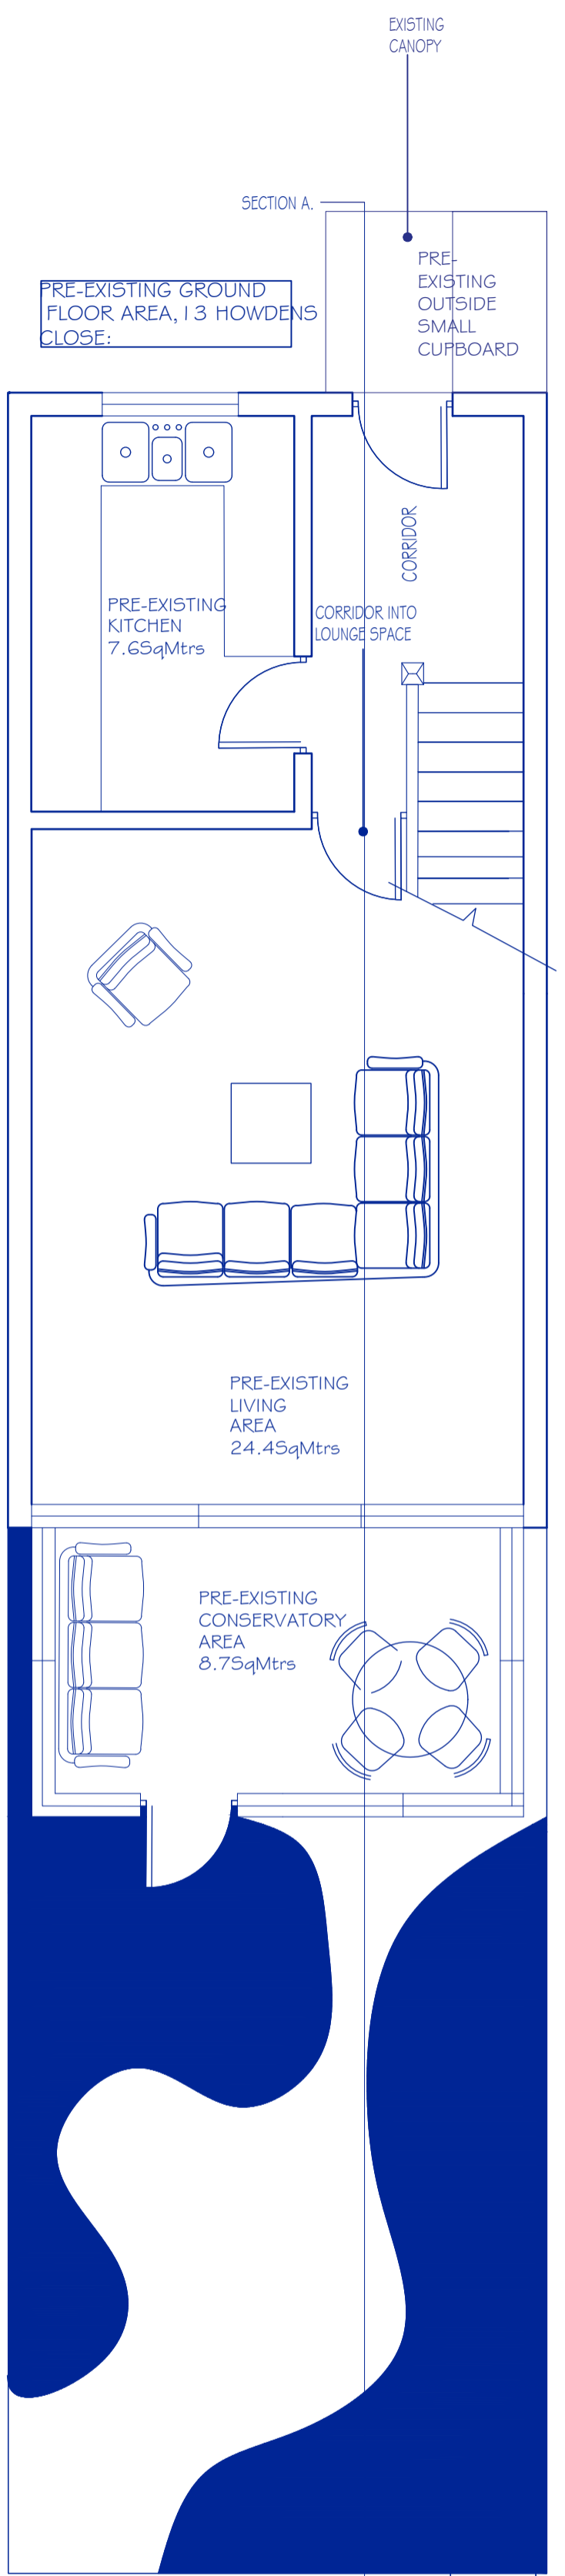 EXISTING
CANOPY
SECTION A.
PRE-
EXISTING
OUTSIDE
SMALL
CUPBOARD
PRE-EXISTING GROUND
FLOOR AREA, 13 HOWDENS
CLOSE:
CORRIDOR
PRE-EXISTING
KITCHEN
7.6SqMtrs
CORRIDOR INTO
LOUNGE SPACE
PRE-EXISTING
LIVING
AREA
24.4SqMtrs
PRE-EXISTING
CONSERVATORY
AREA
8.7SqMtrs